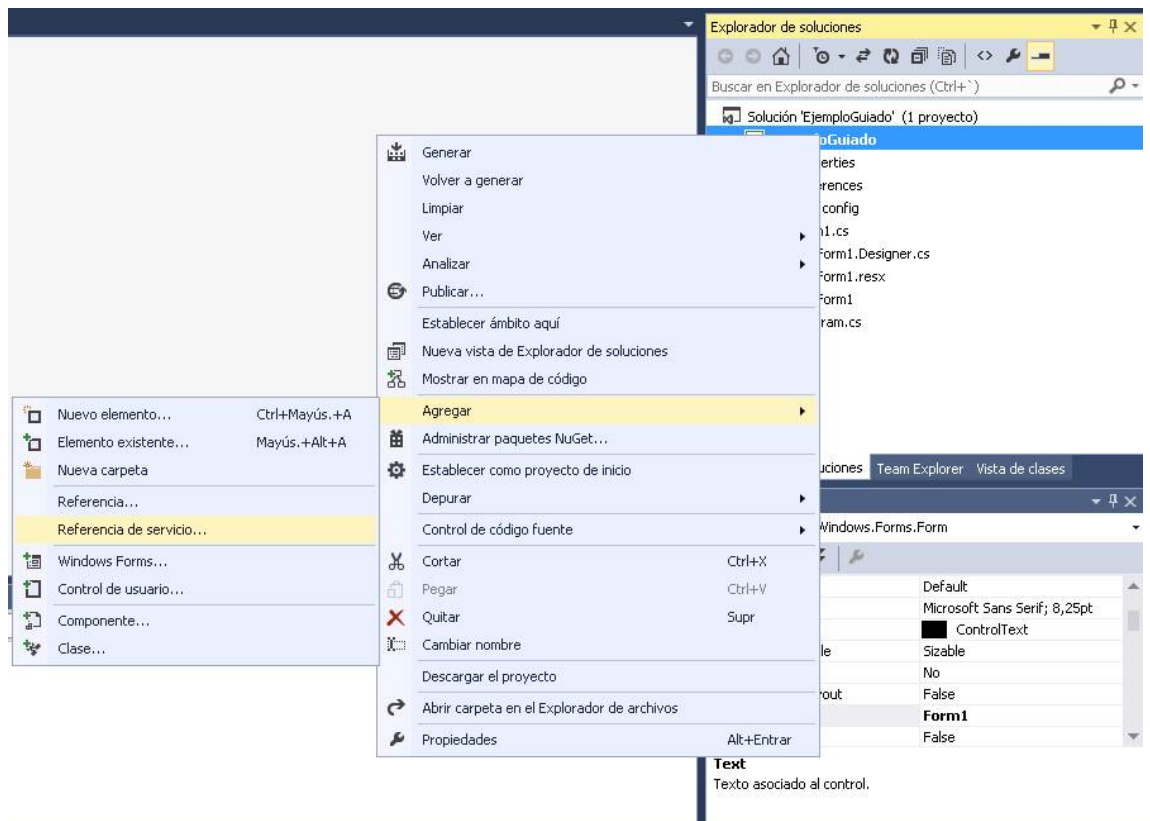 Explorador de soluciones
Buscar en Explorador de soluciones (Ctrl+`)
Solución 'EjemploGuiado' (1 proyecto)
oGuiado
erties
rences
config
n1.cs
Form1.Designer.cs
Form1.resx
Form1
ram.cs
Generar
Volver a generar
Limpiar
Ver
Analizar
Publicar...
Establecer ámbito aquí
Nueva vista de Explorador de soluciones
Mostrar en mapa de código
Agregar
Administrar paquetes NuGet...
Establecer como proyecto de inicio
Depurar
Control de código fuente
Cortar Ctrl+X
Pegar Ctrl+V
Quitar Supr
Cambiar nombre
Descargar el proyecto
Abrir carpeta en el Explorador de archivos
Propiedades Alt+Entrar
Nuevo elemento... Ctrl+Mayús.+A
Elemento existente... Mayús.+Alt+A
Nueva carpeta
Referencia...
Referencia de servicio...
Windows Forms...
Control de usuario...
Componente...
Clase...
uciones Team Explorer Vista de clases
Windows.Forms.Form
Default
Microsoft Sans Serif; 8,25pt
ControlText
le Sizable
No
out False
Form1
False
Text
Texto asociado al control.